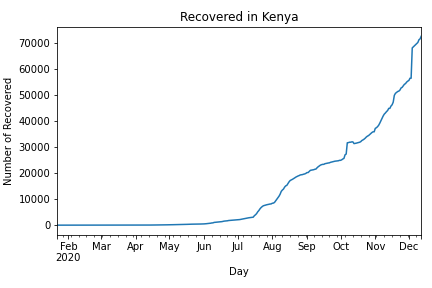 Recovered in Kenya
Number of Recovered
70000
60000
50000
40000
30000
20000
10000
0
Feb Mar Apr May Jun Jul Aug Sep Oct Nov Dec
2020
Day